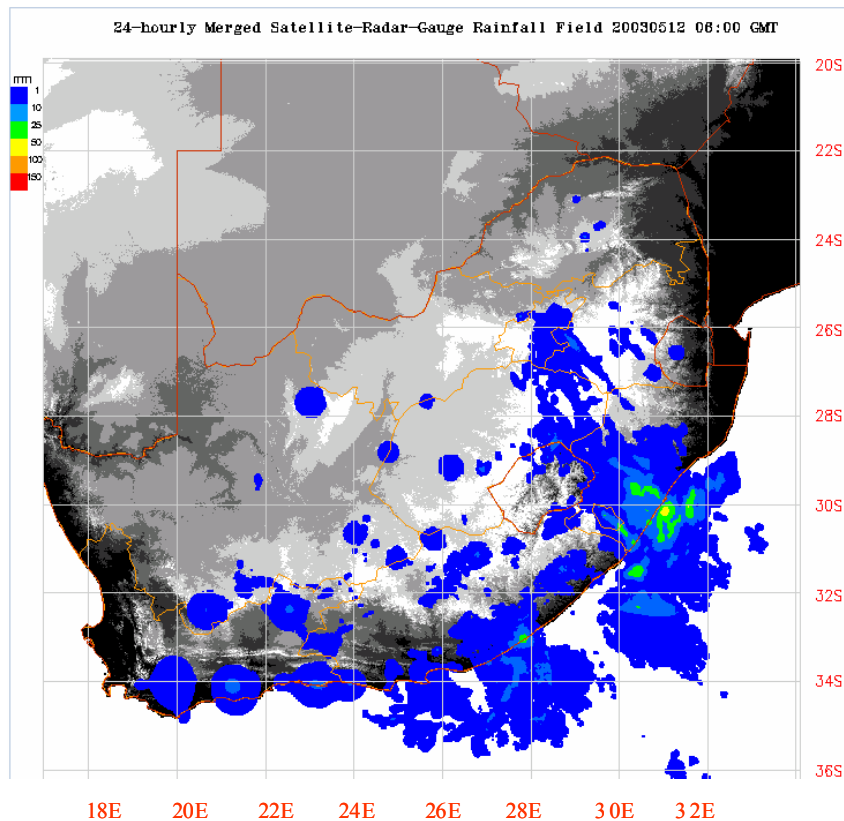 24-hourly Merged Satellite-Radar-Gauge Rainfall Field 20030512 06:00 GMT
mm
1
10
25
50
100
150
20S
22S
24S
26S
28S
30S
32S
34S
36S
18E 20E 22E 24E 26E 28E 30E 32E